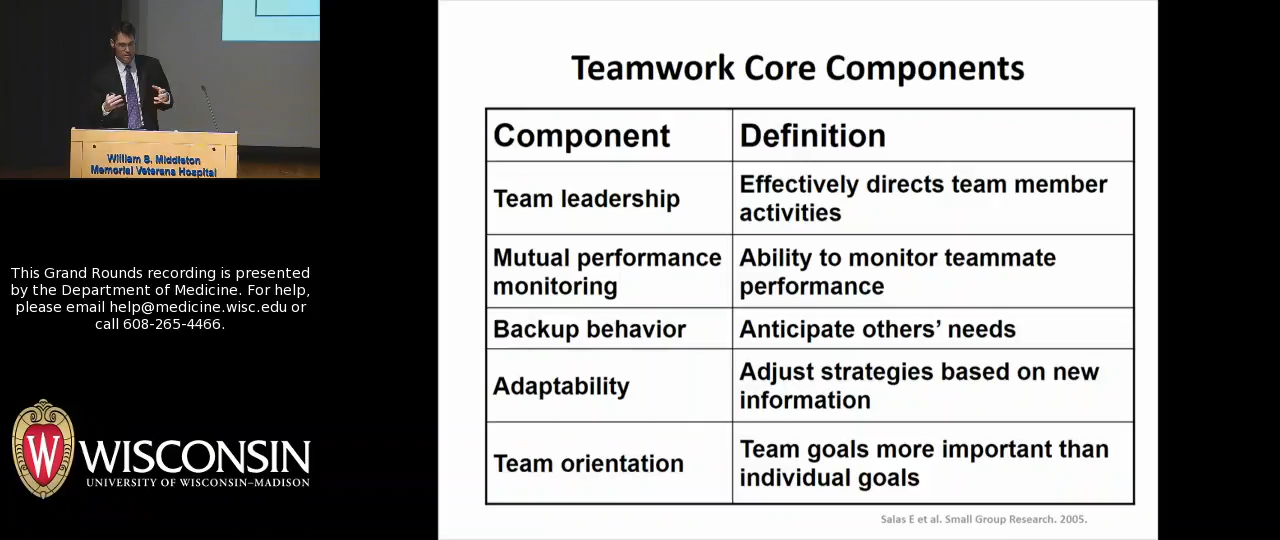 William S. Middleton
Memorial Veterans Hospital
This Grand Rounds recording is presented
by the Department of Medicine. For help,
please email help@medicine.wisc.edu or
call 608-265-4466.
W
WISCONSIN
UNIVERSITY OF WISCONSIN–MADISON
Teamwork Core Components
Component
Definition
Team leadership
Effectively directs team member
activities
Mutual performance
monitoring
Ability to monitor teammate
performance
Backup behavior
Anticipate others’ needs
Adaptability
Adjust strategies based on new
information
Team orientation
Team goals more important than
individual goals
Salas E et al. Small Group Research. 2005.